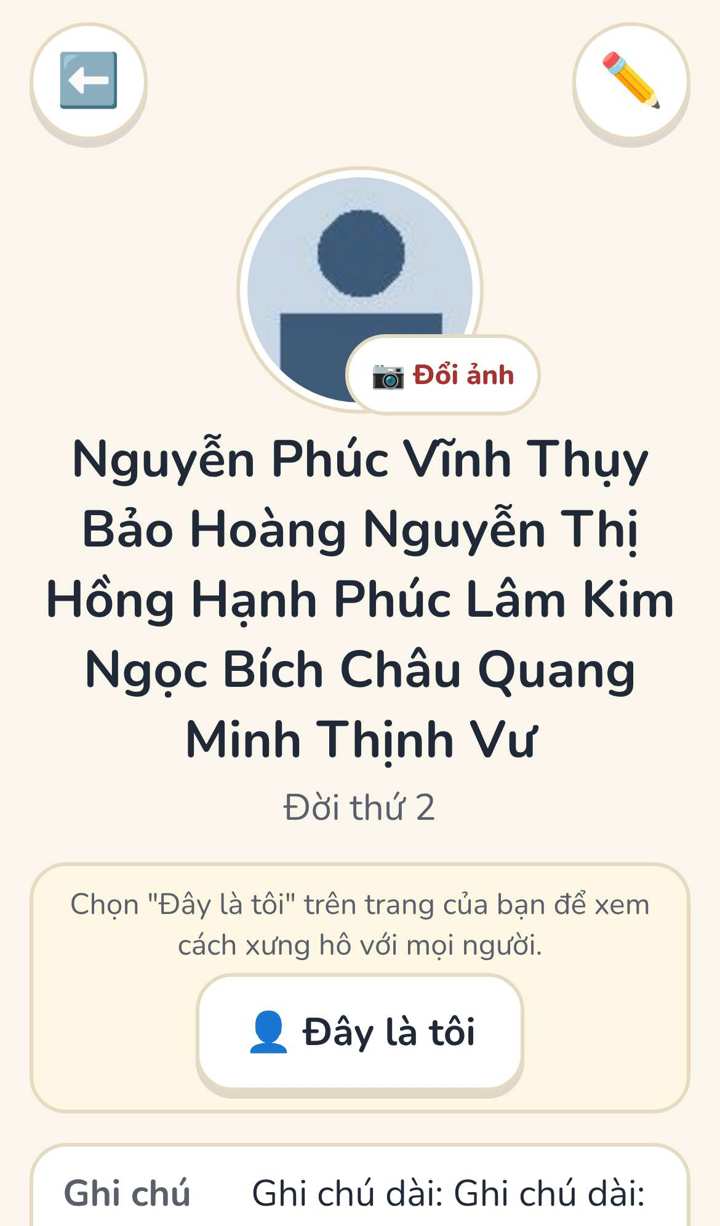 Đổi ảnh
Nguyễn Phúc Vĩnh Thụy
Bảo Hoàng Nguyễn Thị
Hồng Hạnh Phúc Lâm Kim
Ngọc Bích Châu Quang
Minh Thịnh Vư
Đời thứ 2
Chọn "Đây là tôi" trên trang của bạn để xem
cách xưng hô với mọi người.
Đây là tôi
Ghi chú Ghi chú dài: Ghi chú dài: